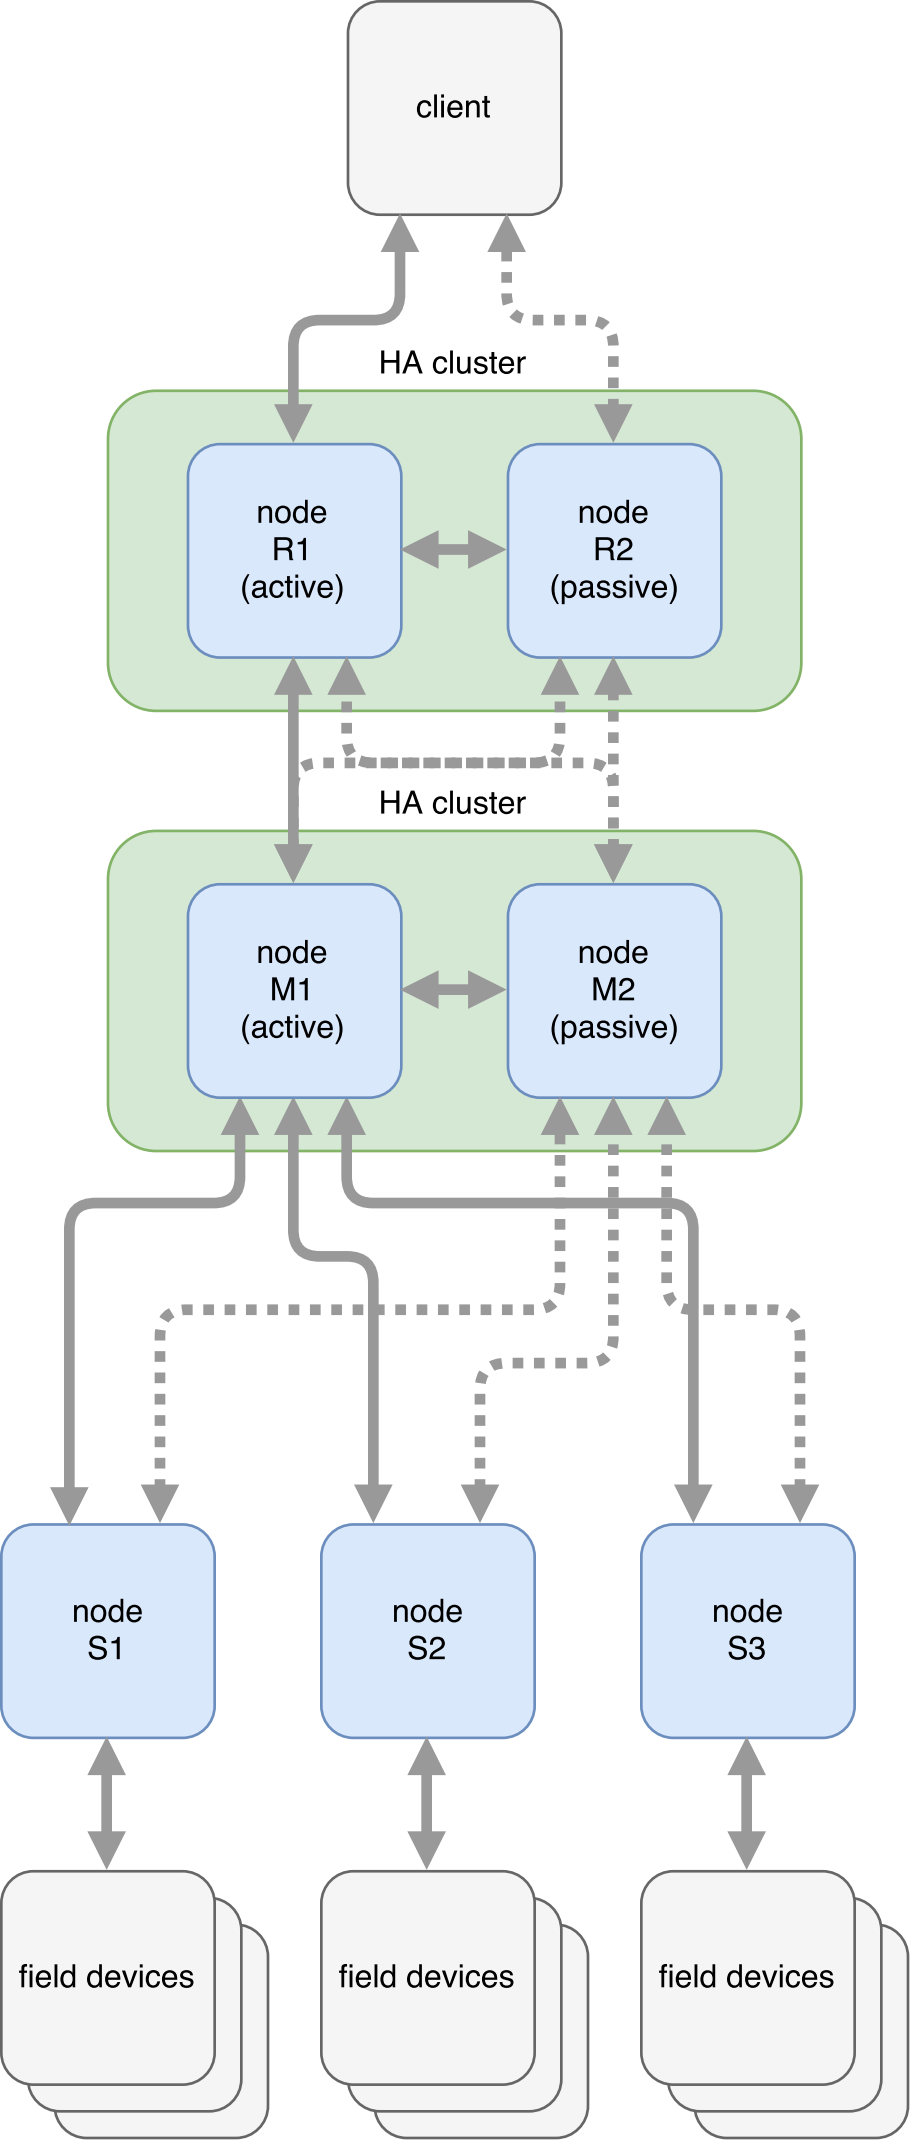 client
HA cluster
node
R1
(active)
node
R2
(passive)
HA cluster
node
M1
(active)
node
M2
(passive)
node
S1
node
S2
node
S3
field devices
field devices
field devices